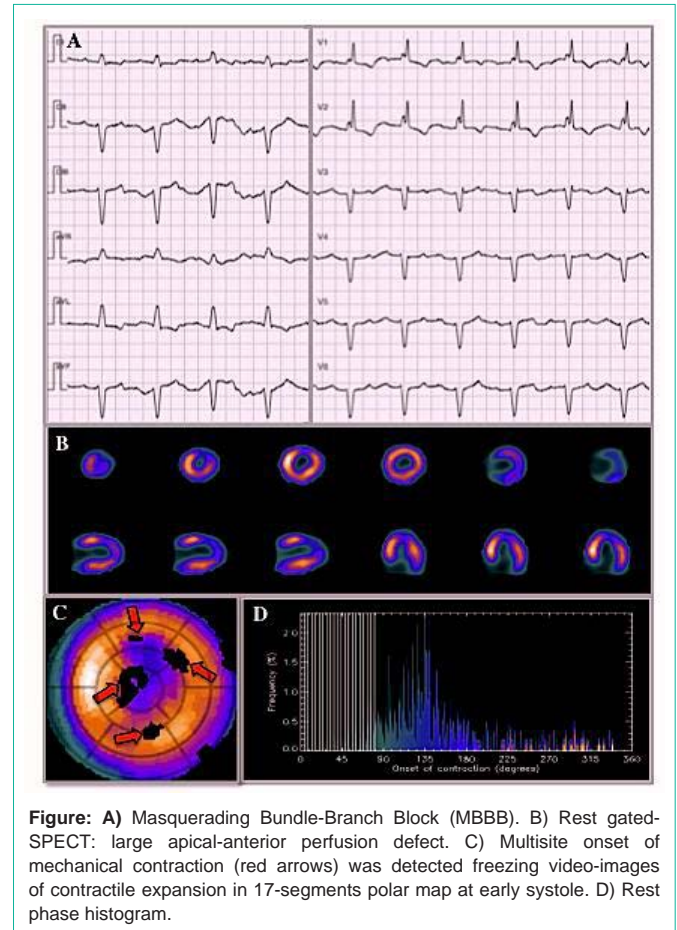 A
V1
V2
V3
aVR
V4
aVL
V5
aVF
V6
B
C
D
Frequency (%)
2.0
1.5
1.0
0.5
0.0
0 45 90 135 180 225 270 315 360
Onset of contraction (degrees)
Figure: A) Masquerading Bundle-Branch Block (MBBB). B) Rest gated-
SPECT: large apical-anterior perfusion defect. C) Multisite onset of
mechanical contraction (red arrows) was detected freezing video-images
of contractile expansion in 17-segments polar map at early systole. D) Rest
phase histogram.